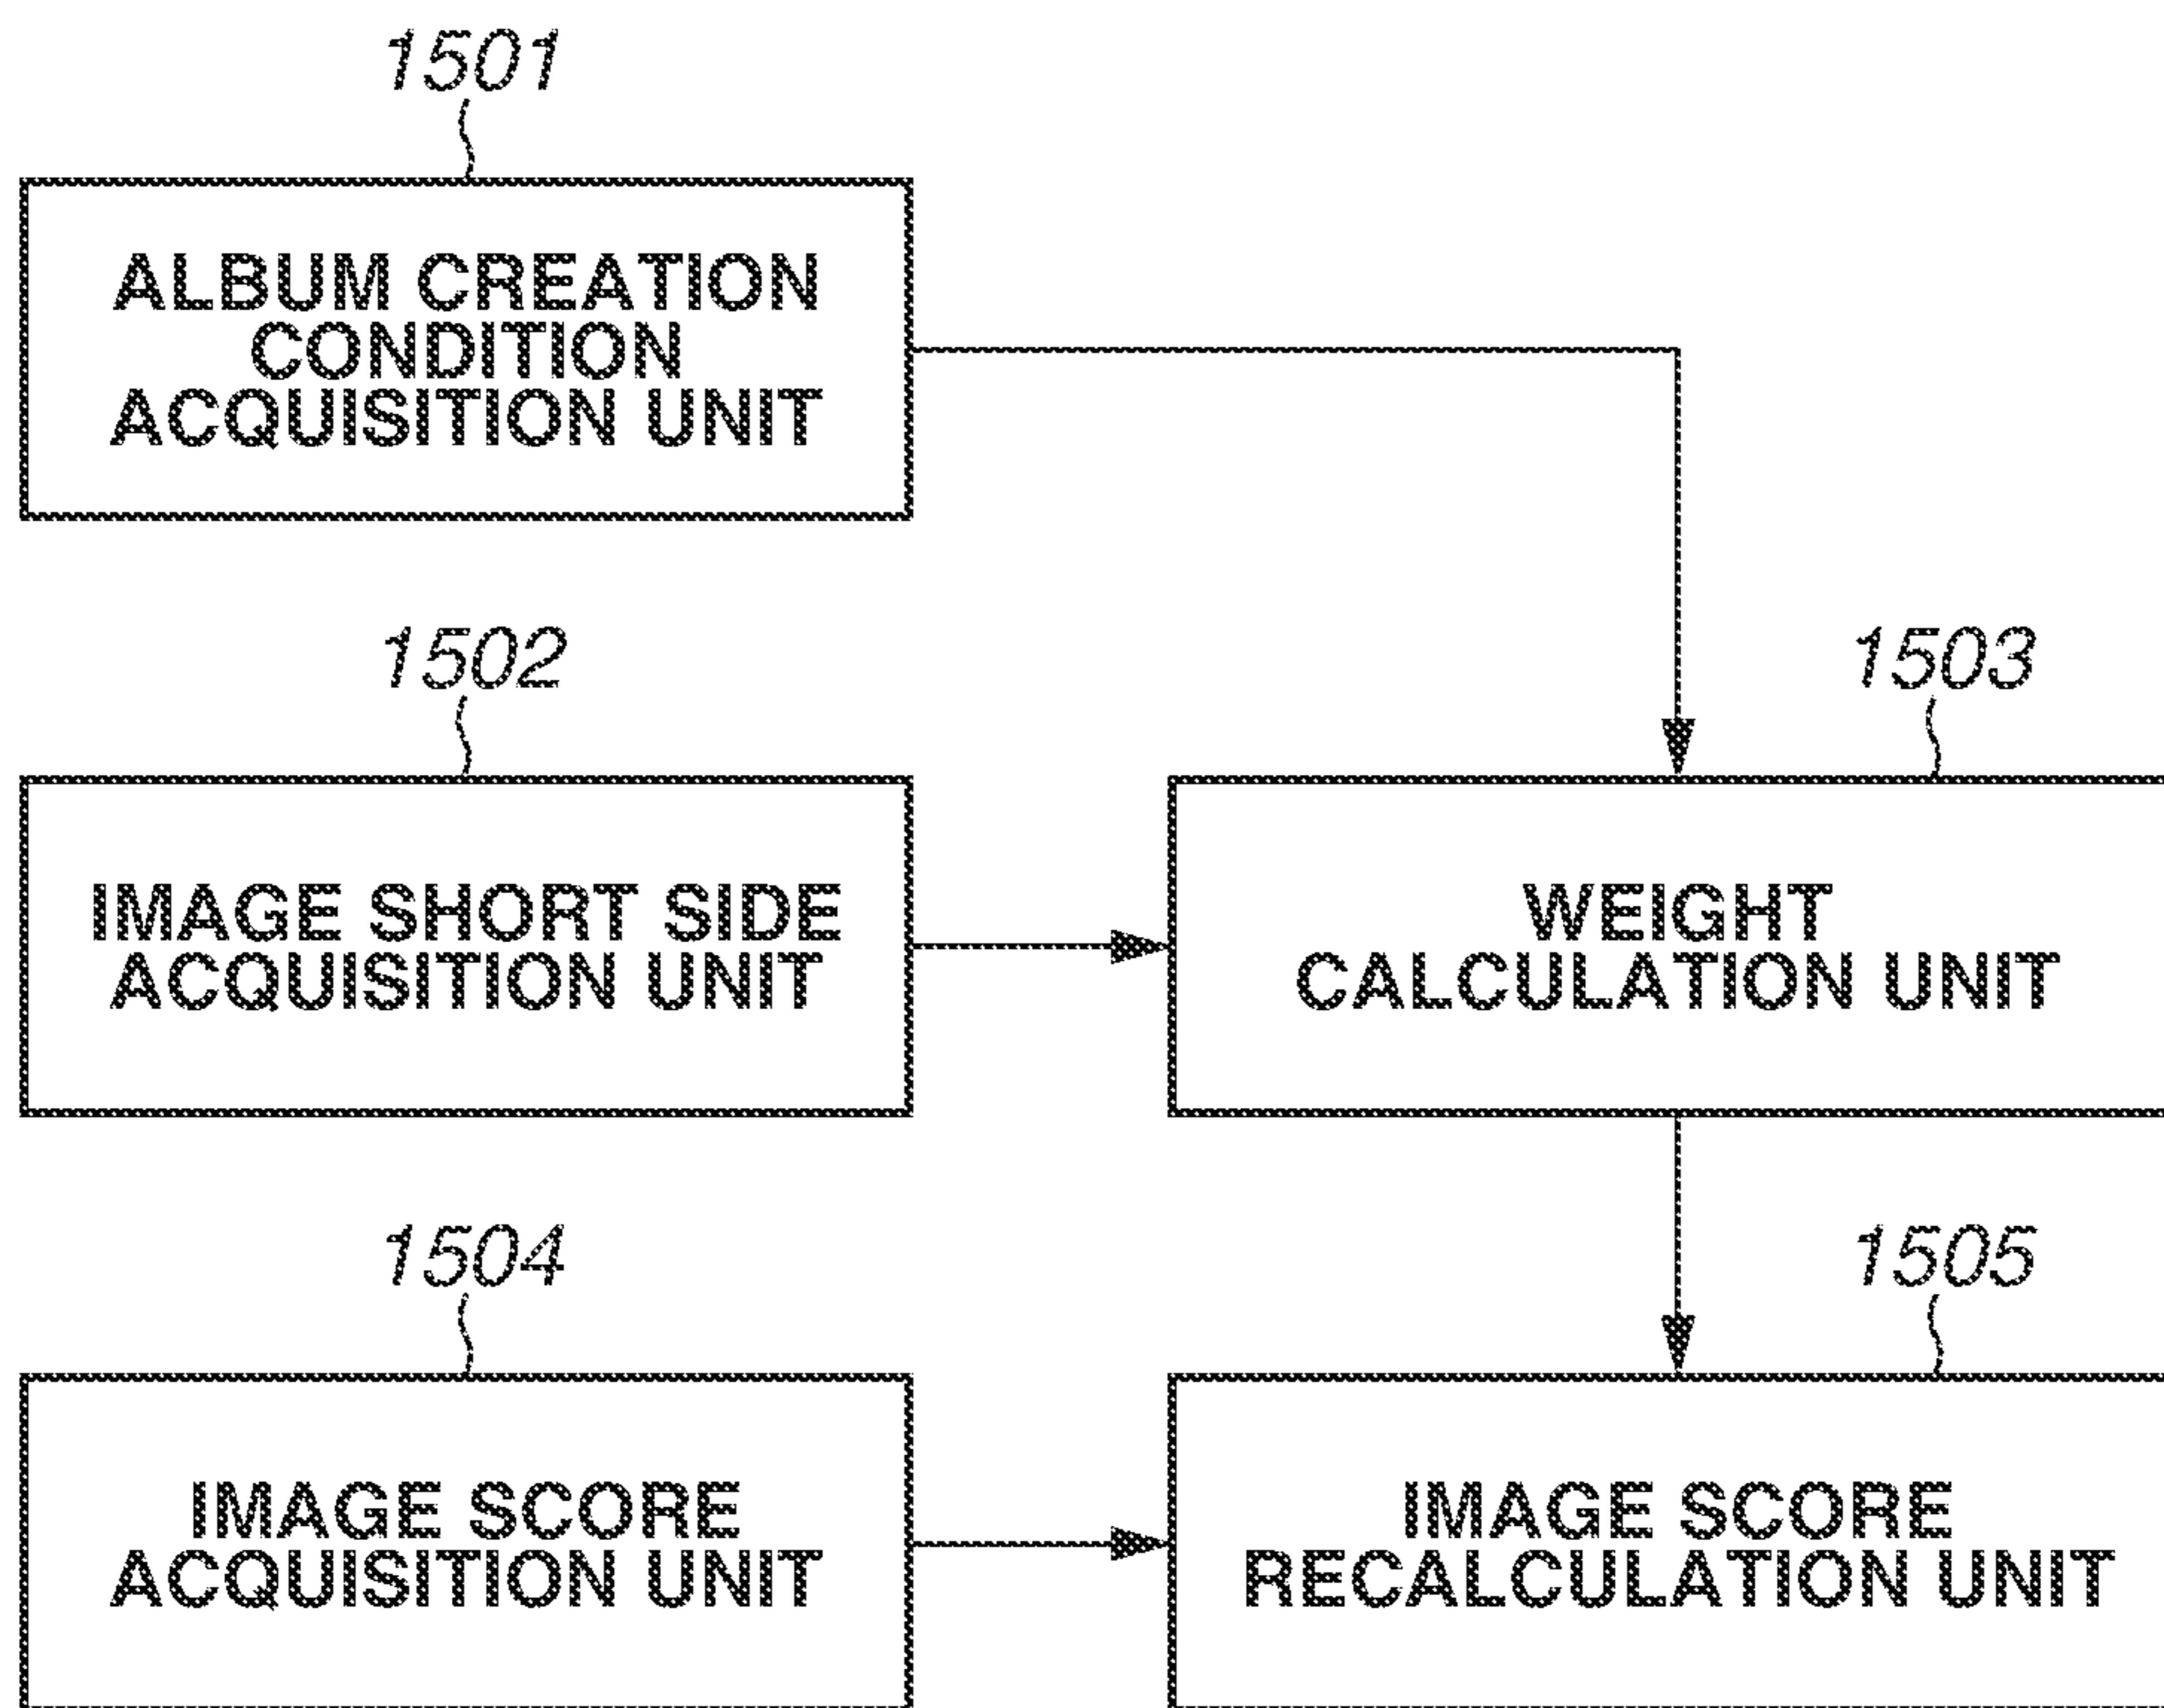 1501
ALBUM CREATION
CONDITION
ACQUISITION UNIT
1502
IMAGE SHORT SIDE
ACQUISITION UNIT
1503
WEIGHT
CALCULATION UNIT
1504
IMAGE SCORE
ACQUISITION UNIT
1505
IMAGE SCORE
RECALCULATION UNIT